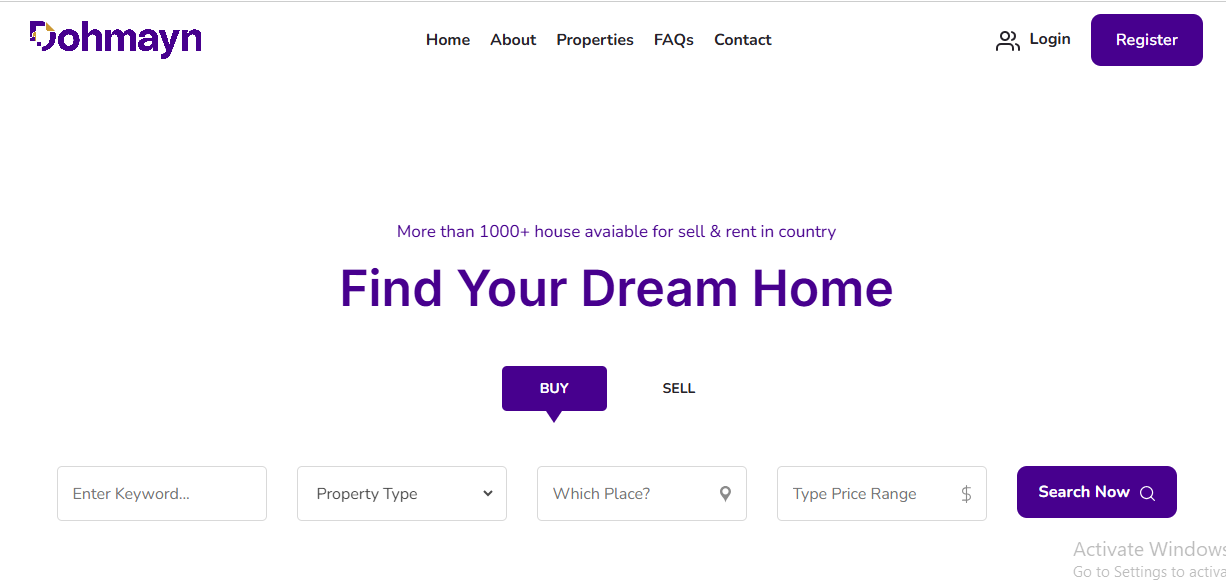 Dohmayn
Home About Properties FAQs Contact
Login
Register
More than 1000+ house avaiable for sell & rent in country
Find Your Dream Home
BUY
SELL
Enter Keyword...
Property Type
Which Place?
Type Price Range $
Search Now
Activate Windows
Go to Settings to activa